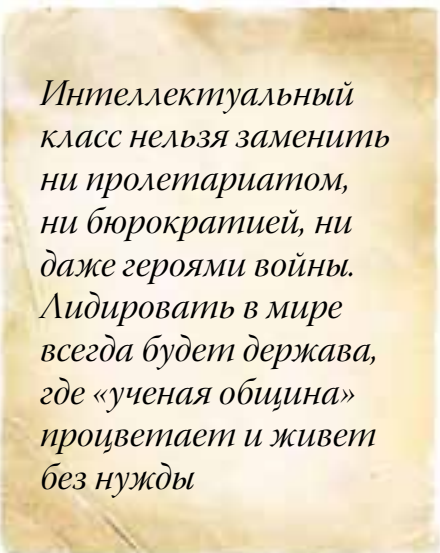 Интеллектуальный
класс нельзя заменить
ни пролетариатом,
ни бюрократией, ни
даже героями войны.
Лидировать в мире
всегда будет держава,
где «ученая община»
процветает и живет
без нужды